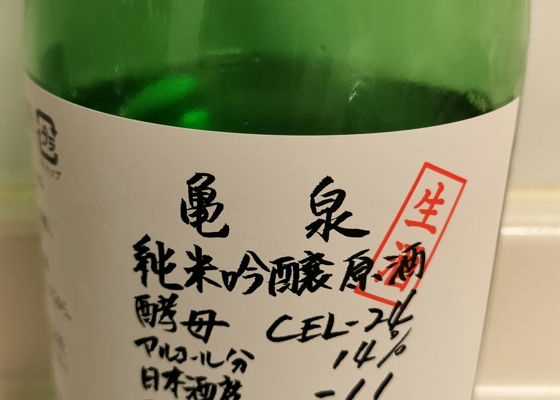 亀泉
生酒
純米吟醸原酒
酵母 CEL-24
アルコール分 14%
日本酒度 -11